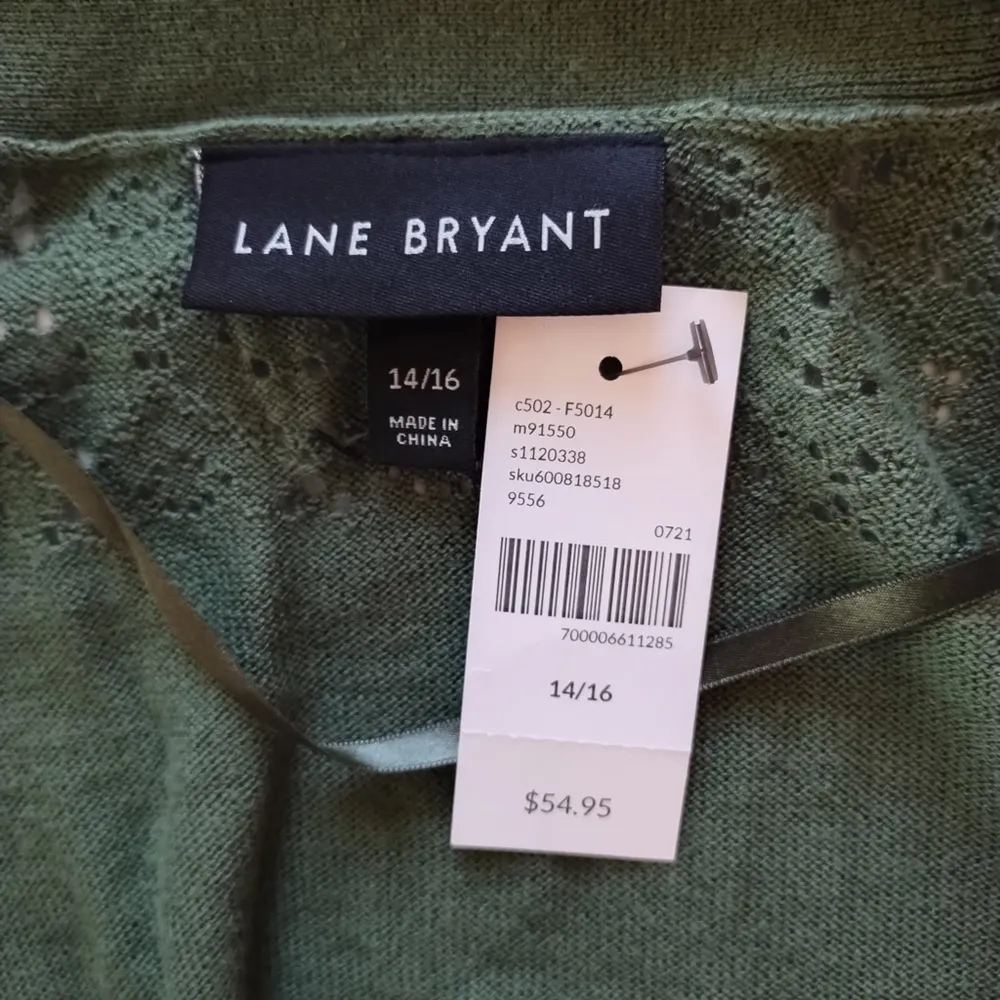 LANE BRYANT
14/16
MADE IN
CHINA
c502 - F5014
m91550
s1120338
sku600818518
9556
0721
700006611285
14/16
$54.95